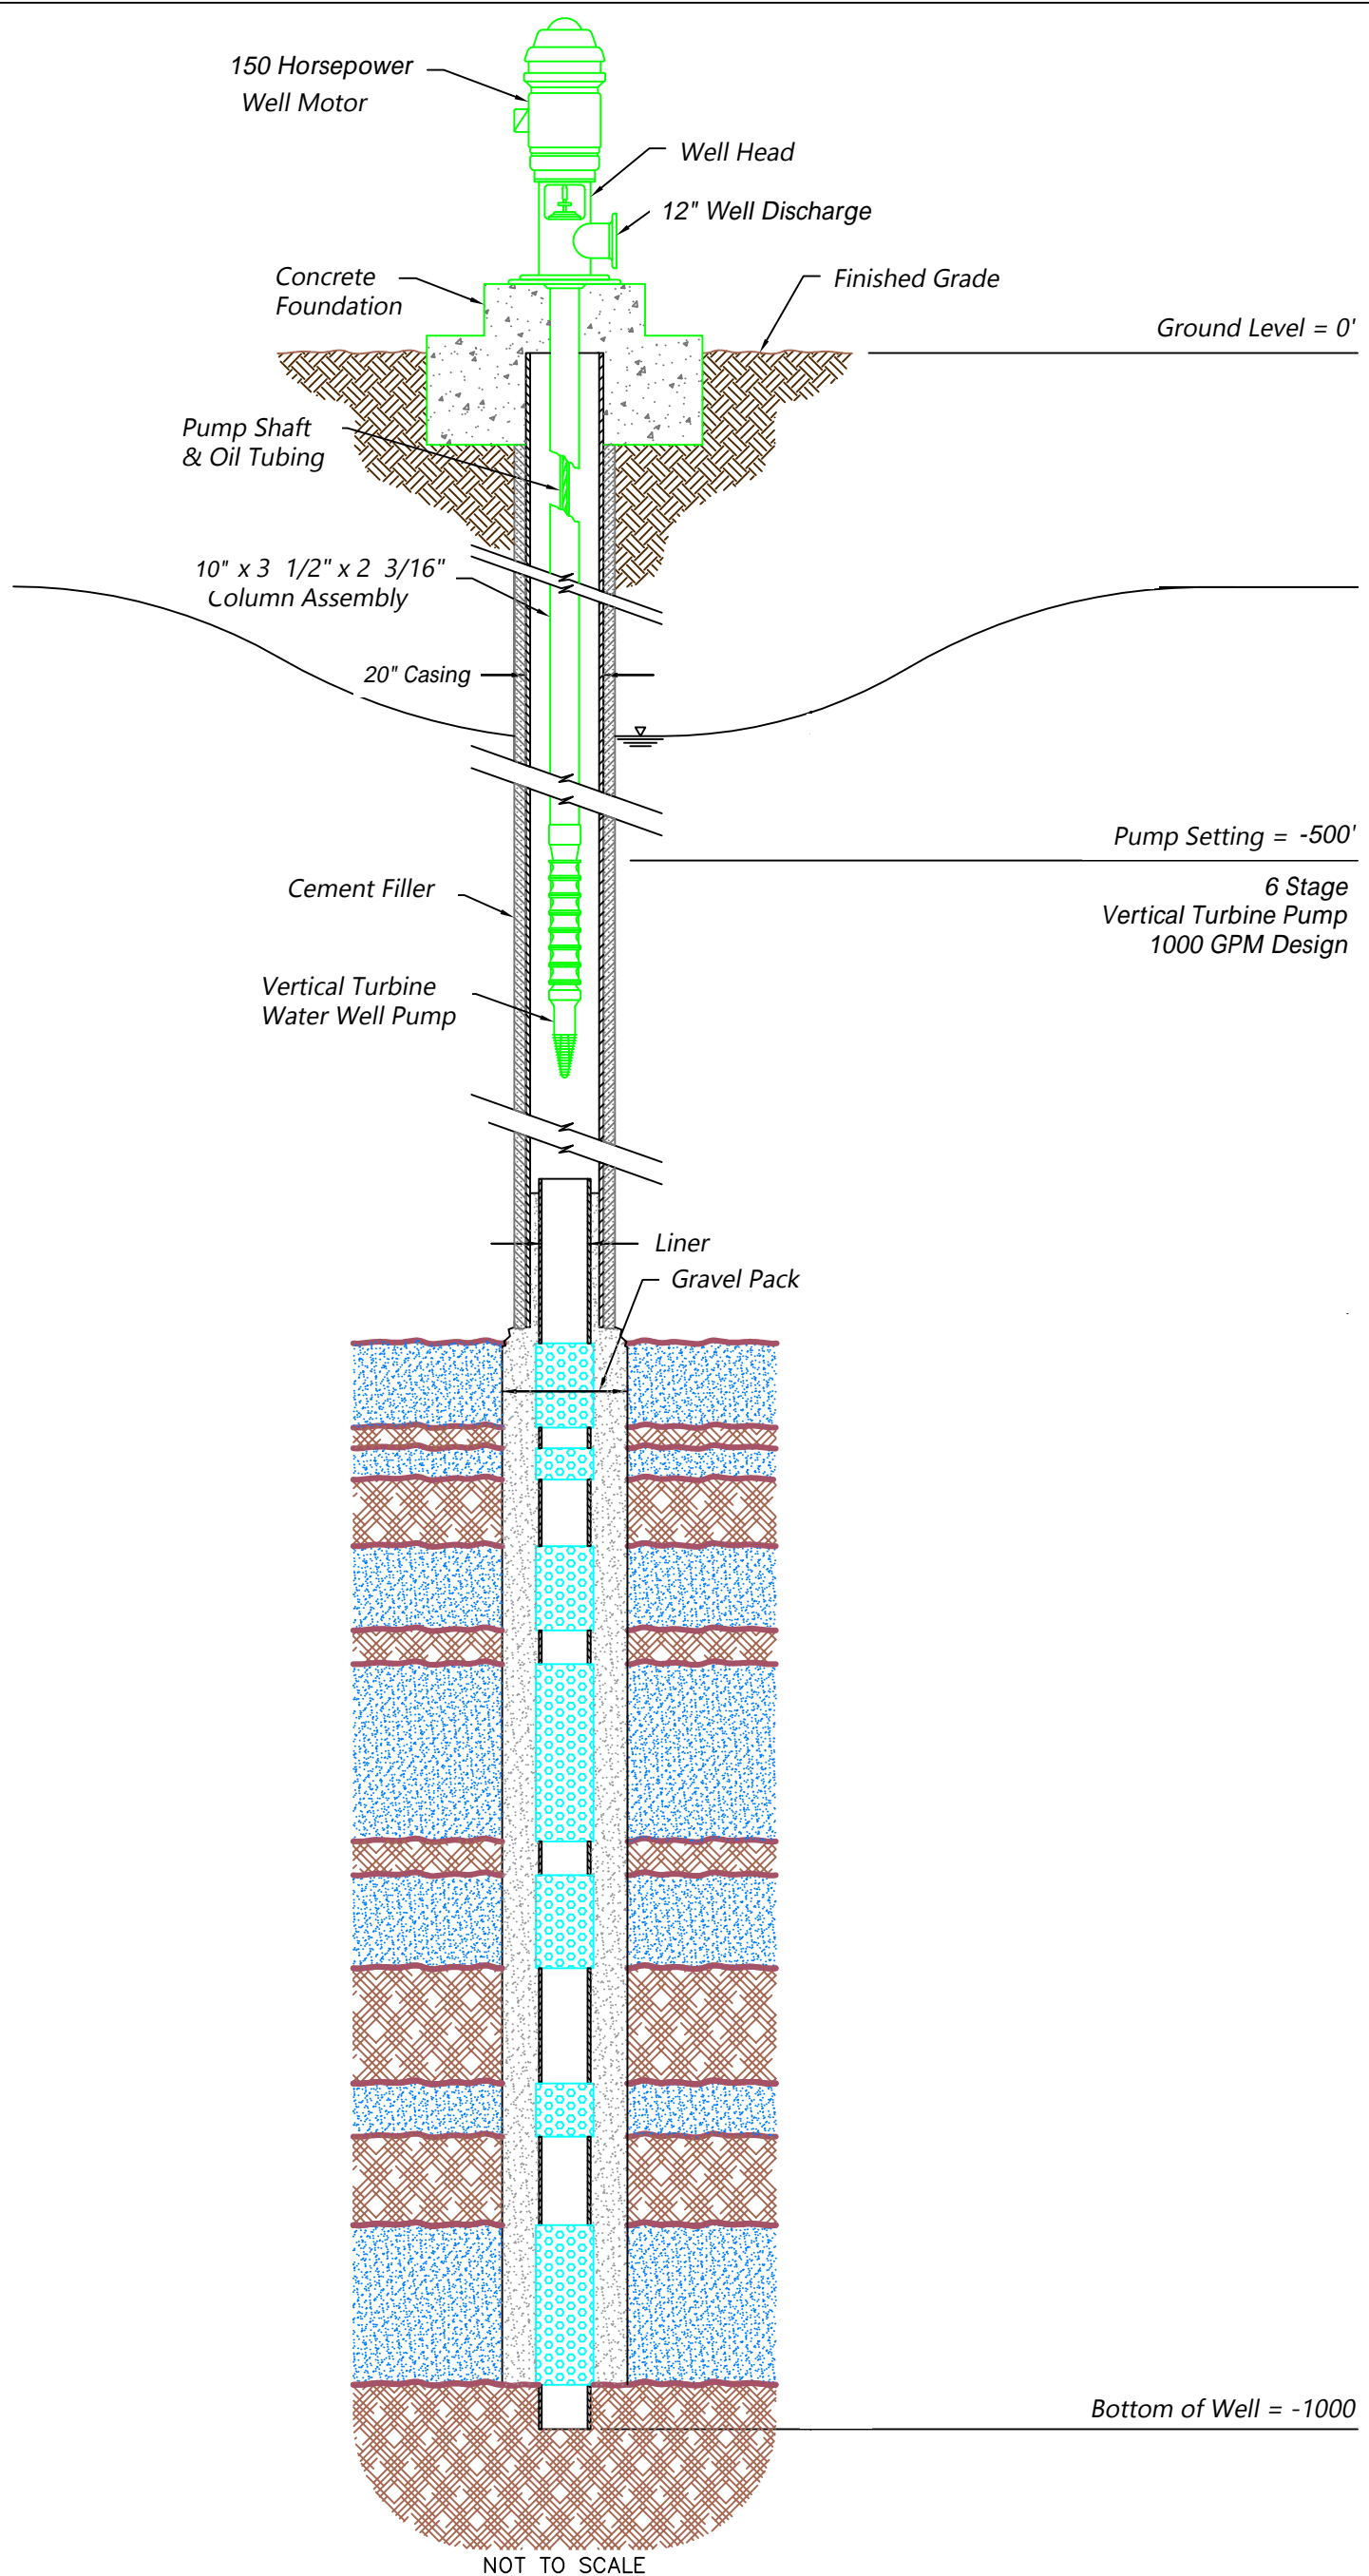 150 Horsepower
Well Motor
Well Head
12" Well Discharge
Concrete
Foundation
Finished Grade
Ground Level = 0'
Pump Shaft
& Oil Tubing
10" x 3 1/2" x 2 3/16"
Column Assembly
20" Casing
Pump Setting = -500'
6 Stage
Vertical Turbine Pump
1000 GPM Design
Cement Filler
Vertical Turbine
Water Well Pump
Liner
Gravel Pack
Bottom of Well = -1000
NOT TO SCALE